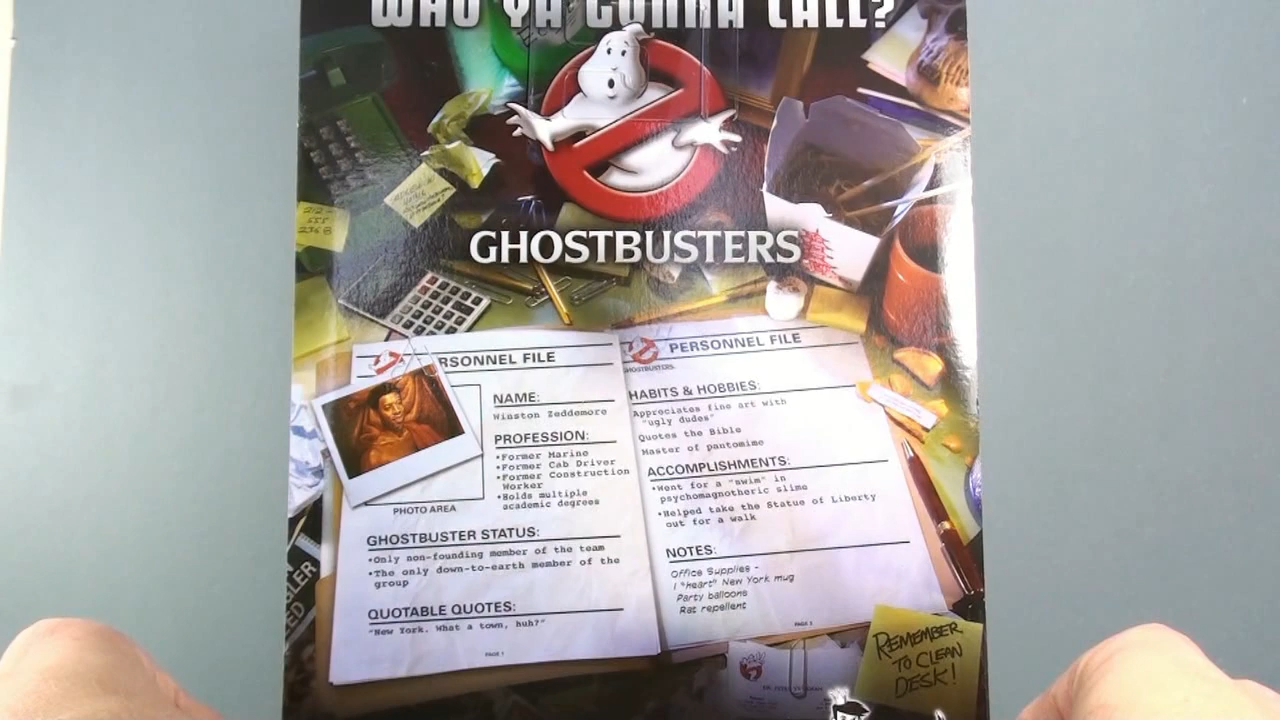 WHO YA GONNA CALL?
212-
555
2368
GHOSTBUSTERS
PERSONNEL FILE
NAME:
Winston Zeddemore
PROFESSION:
•Former Marine
•Former Cab Driver
•Former Construction
Worker
•Holds multiple
academic degrees
PHOTO AREA
GHOSTBUSTER STATUS:
•Only non-founding member of the team
•The only down-to-earth member of the
group
QUOTABLE QUOTES:
"New York. What a town, huh?"
PAGE 1
GHOSTBUSTERS
PERSONNEL FILE
HABITS & HOBBIES:
Appreciates fine art with
"ugly dudes"
Quotes the Bible
Master of pantomime
ACCOMPLISHMENTS:
•Went for a "swim" in
psychomagnotheric slime
•Helped take the Statue of Liberty
out for a walk
NOTES:
Office Supplies -
I "heart" New York mug
Party balloons
Rat repellent
PAGE 2
REMEMBER
TO CLEAN
DESK!